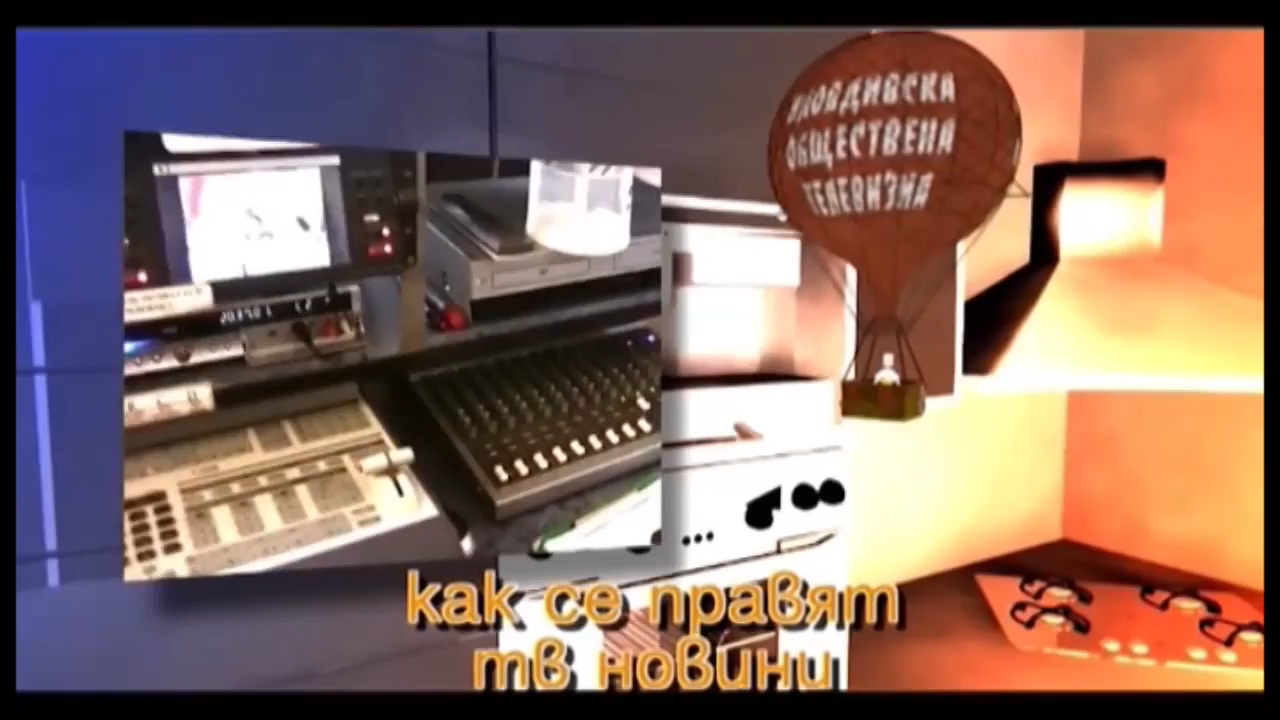 ПЛОВДИВСКА
ОБЩЕСТВЕНА
ТЕЛЕВИЗИЯ
как се правят
тв новини